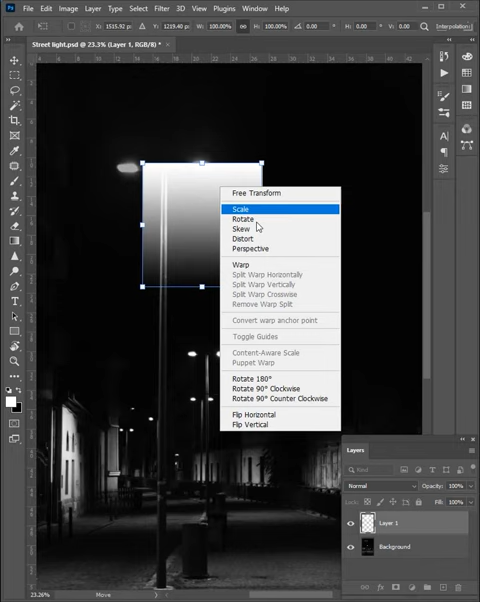 Ps File Edit Image Layer Type Select Filter 3D View Plugins Window Help
X: 1515.92 p Y: 1219.40 p W: 100.00% H: 100.00% 0.00 H: 0.00 V: 0.00 Interpolation:
Street light.psd @ 23.3% (Layer 1, RGB/8) *
Free Transform
Scale
Rotate
Skew
Distort
Perspective
Warp
Split Warp Horizontally
Split Warp Vertically
Split Warp Crosswise
Remove Warp Split
Convert warp anchor point
Toggle Guides
Content-Aware Scale
Puppet Warp
Rotate 180°
Rotate 90° Clockwise
Rotate 90° Counter Clockwise
Flip Horizontal
Flip Vertical
Layers
Kind
Normal Opacity: 100%
Lock: Fill: 100%
Layer 1
Background
23.26% Move